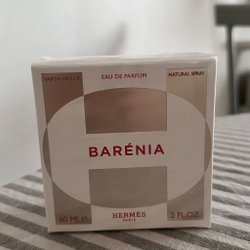 VAPORISATEUR EAU DE PARFUM NATURAL SPRAY
BARÉNIA
60 ML℮ HERMÈS 2 FL.OZ.
PARIS